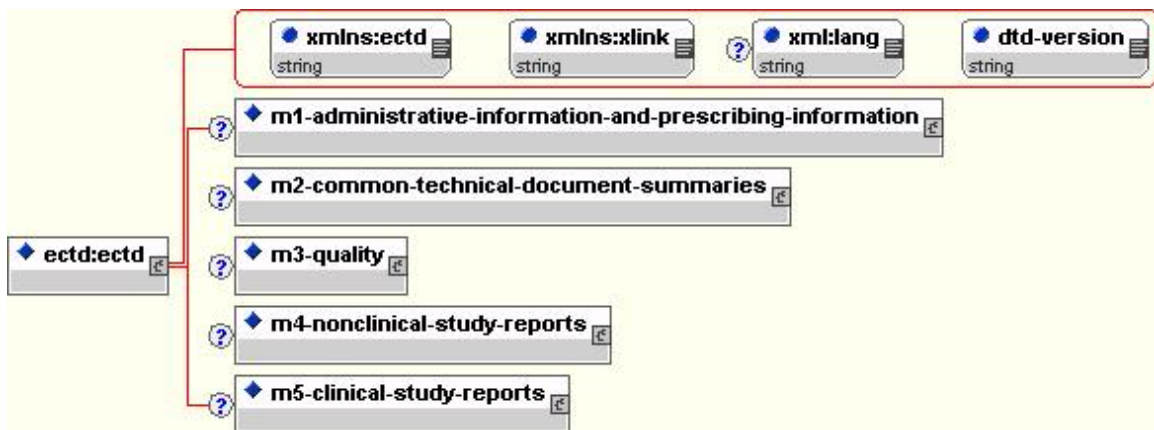 xmlns:ectd xmlns:xlink ? xml:lang dtd-version
string string string string
? m1-administrative-information-and-prescribing-information
? m2-common-technical-document-summaries
ectd:ectd ? m3-quality
? m4-nonclinical-study-reports
? m5-clinical-study-reports